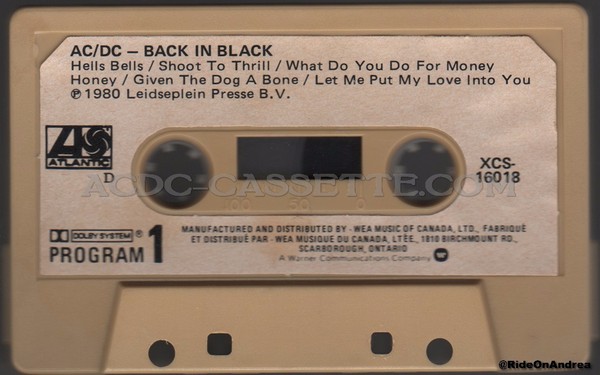 AC/DC – BACK IN BLACK
Hells Bells / Shoot To Thrill / What Do You Do For Money
Honey / Given The Dog A Bone / Let Me Put My Love Into You
℗ 1980 Leidseplein Presse B.V.
ATLANTIC
D
XCS-
16018
ACDC-CASSETTE.COM
100 50 0
DOLBY SYSTEM ®
PROGRAM 1
MANUFACTURED AND DISTRIBUTED BY - WEA MUSIC OF CANADA, LTD., FABRIQUÉ
ET DISTRIBUÉ PAR - WEA MUSIQUE DU CANADA, LTÉE., 1810 BIRCHMOUNT RD.,
SCARBOROUGH, ONTARIO
A Warner Communications Company
@RideOnAndrea